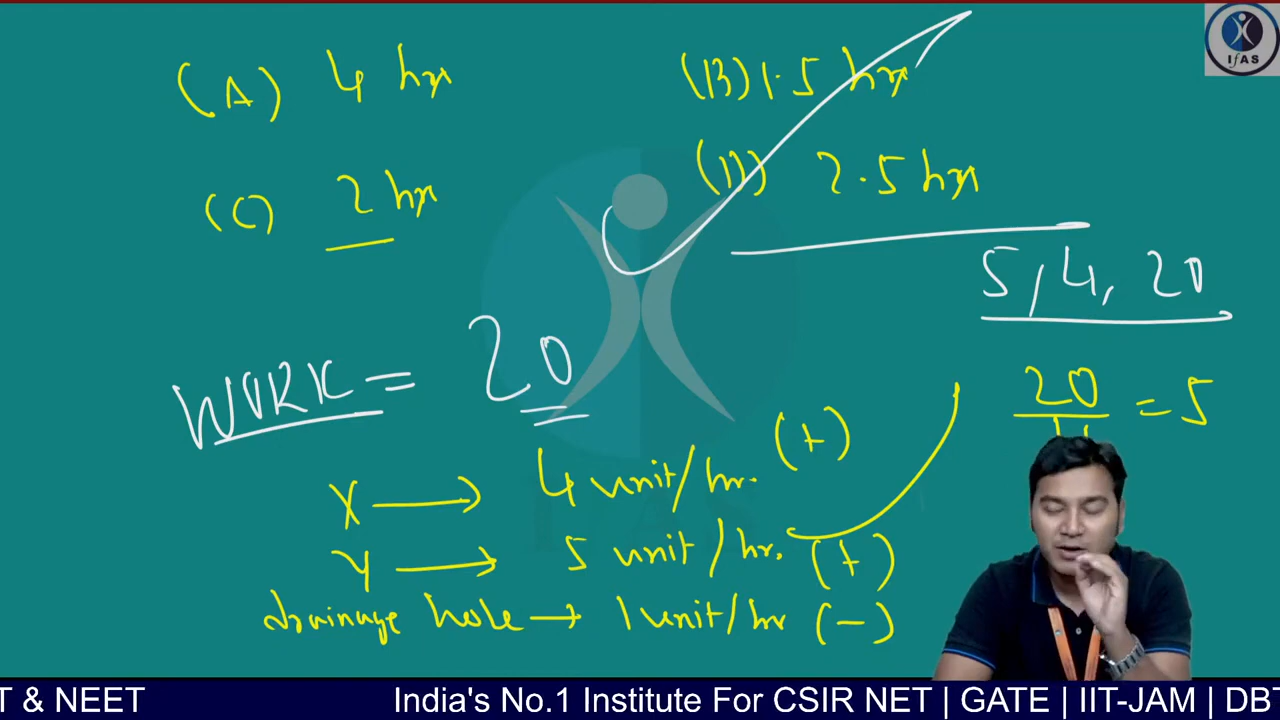 IfAS
(A) 4 hr
(B) 1.5 hr
(C) 2 hr
(D) 2.5 hr
5, 4, 20
WORK = 20
20/4 = 5
X → 4 unit/hr. (+)
Y → 5 unit/hr. (+)
drainage hole → 1 unit/hr (-)
T & NEET India's No.1 Institute For CSIR NET | GATE | IIT-JAM | DBT